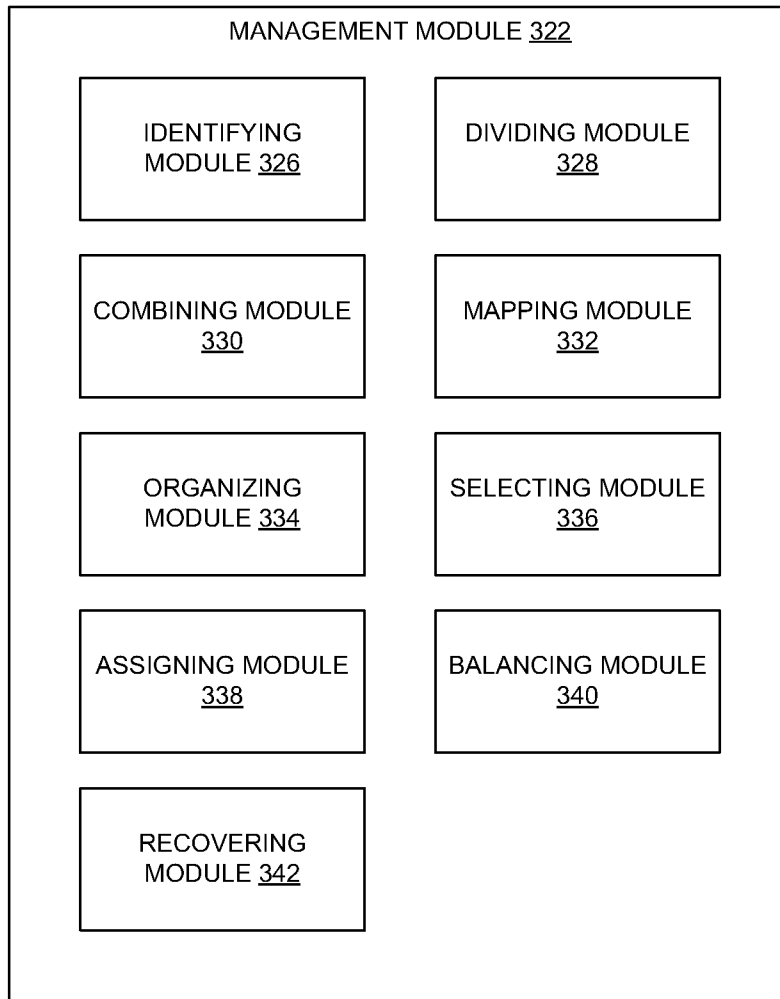 MANAGEMENT MODULE 322
IDENTIFYING
MODULE 326
DIVIDING MODULE
328
COMBINING MODULE
330
MAPPING MODULE
332
ORGANIZING
MODULE 334
SELECTING MODULE
336
ASSIGNING MODULE
338
BALANCING MODULE
340
RECOVERING
MODULE 342